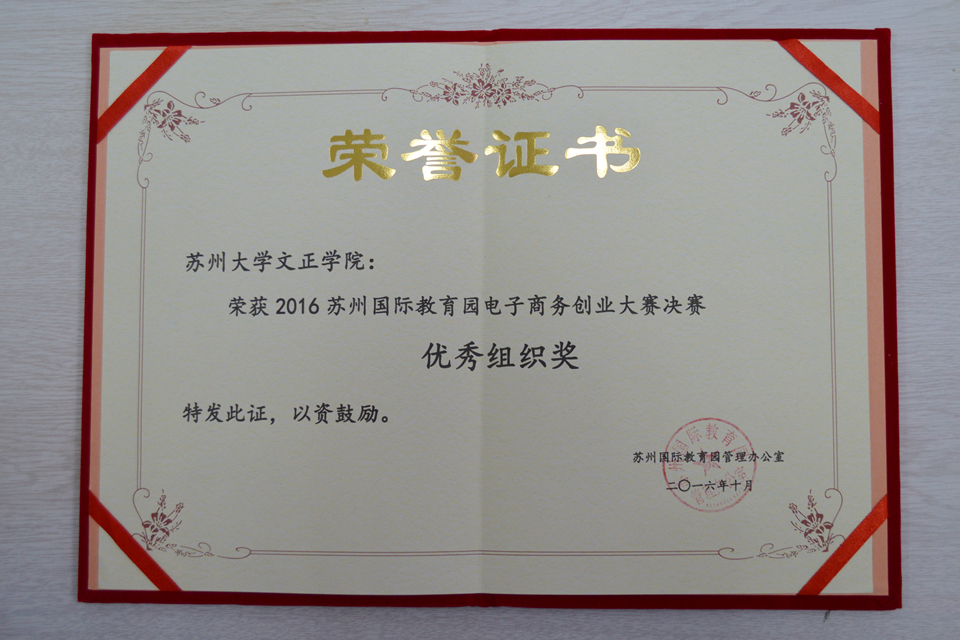 荣誉证书
苏州大学文正学院：
荣获2016苏州国际教育园电子商务创业大赛决赛
优秀组织奖
特发此证，以资鼓励。
苏州国际教育园管理办公室
二〇一六年十月